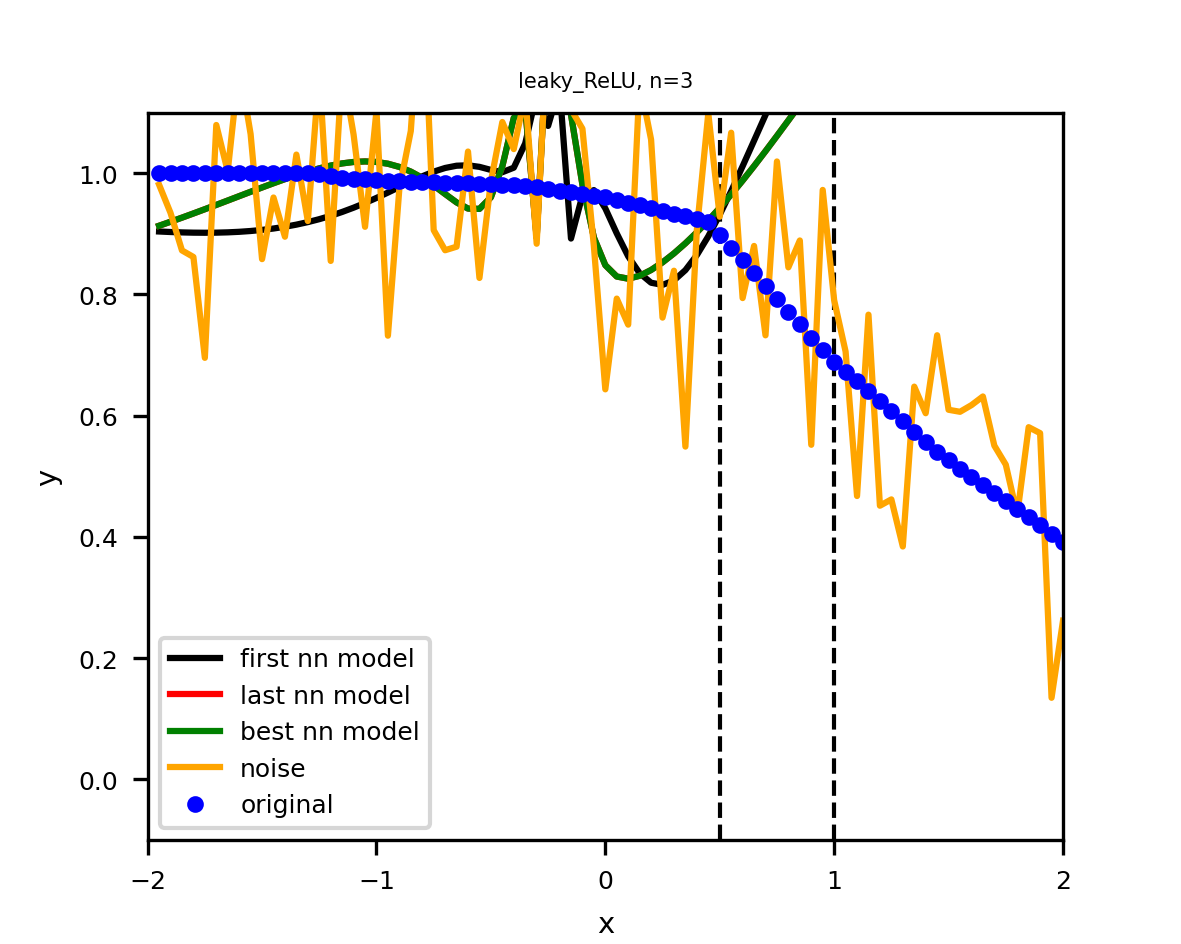 leaky_ReLU, n=3
1.0
0.8
0.6
0.4
0.2
0.0
y
first nn model
last nn model
best nn model
noise
original
−2
−1
0
1
2
x